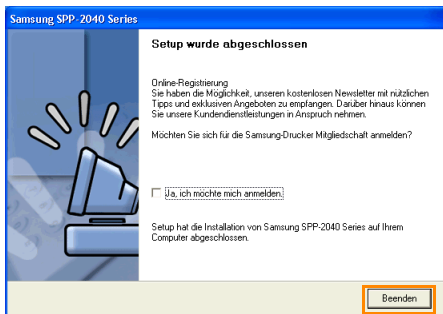 Samsung SPP-2040 Series
Setup wurde abgeschlossen
Online-Registrierung
Sie haben die Möglichkeit, unseren kostenlosen Newsletter mit nützlichen
Tipps und exklusiven Angeboten zu empfangen. Darüber hinaus können
Sie unsere Kundendienstleistungen in Anspruch nehmen.
Möchten Sie sich für die Samsung-Drucker Mitgliedschaft anmelden?
Ja, ich möchte mich anmelden.
Setup hat die Installation von Samsung SPP-2040 Series auf Ihrem
Computer abgeschlossen.
Beenden